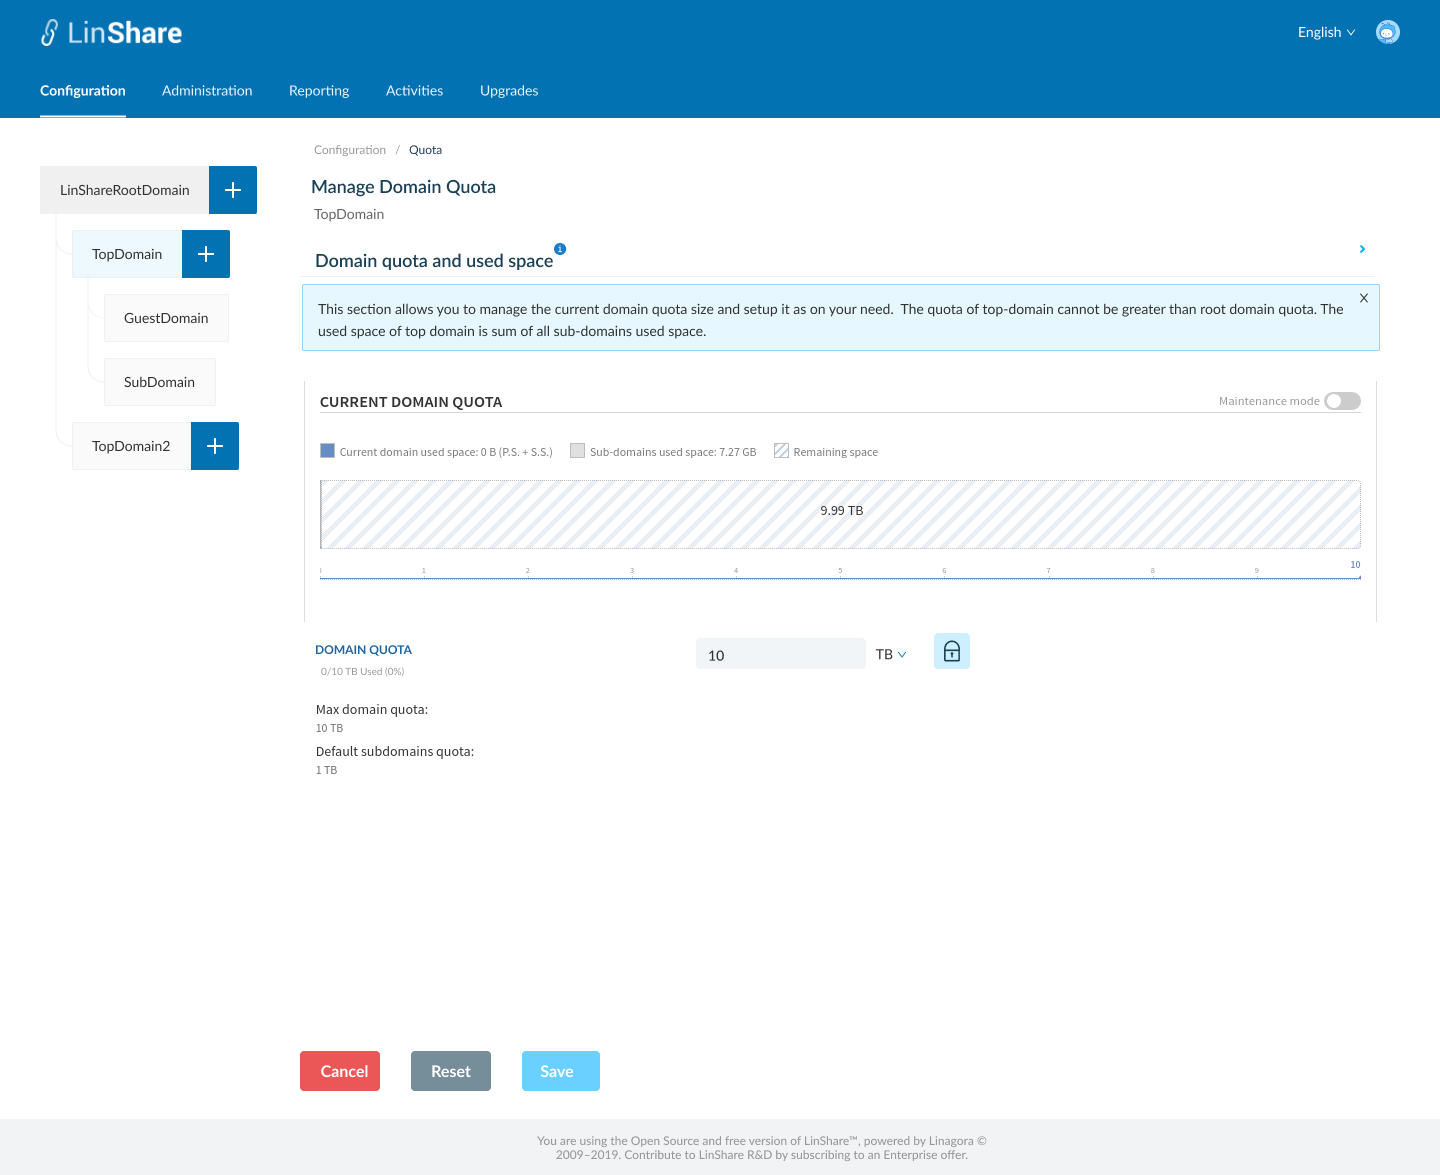 LinShare
English
Configuration Administration Reporting Activities Upgrades
Configuration / Quota
LinShareRootDomain
Manage Domain Quota
TopDomain
TopDomain
Domain quota and used space
GuestDomain
This section allows you to manage the current domain quota size and setup it as on your need.  The quota of top-domain cannot be greater than root domain quota. The
used space of top domain is sum of all sub-domains used space.
SubDomain
CURRENT DOMAIN QUOTA Maintenance mode
TopDomain2
Current domain used space: 0 B (P.S. + S.S.) Sub-domains used space: 7.27 GB Remaining space
9.99 TB
1 2 3 4 5 6 7 8 9 10
DOMAIN QUOTA
10 TB
0/10 TB Used (0%)
Max domain quota:
10 TB
Default subdomains quota:
1 TB
Cancel Reset Save
You are using the Open Source and free version of LinShare™, powered by Linagora ©
2009–2019. Contribute to LinShare R&D by subscribing to an Enterprise offer.